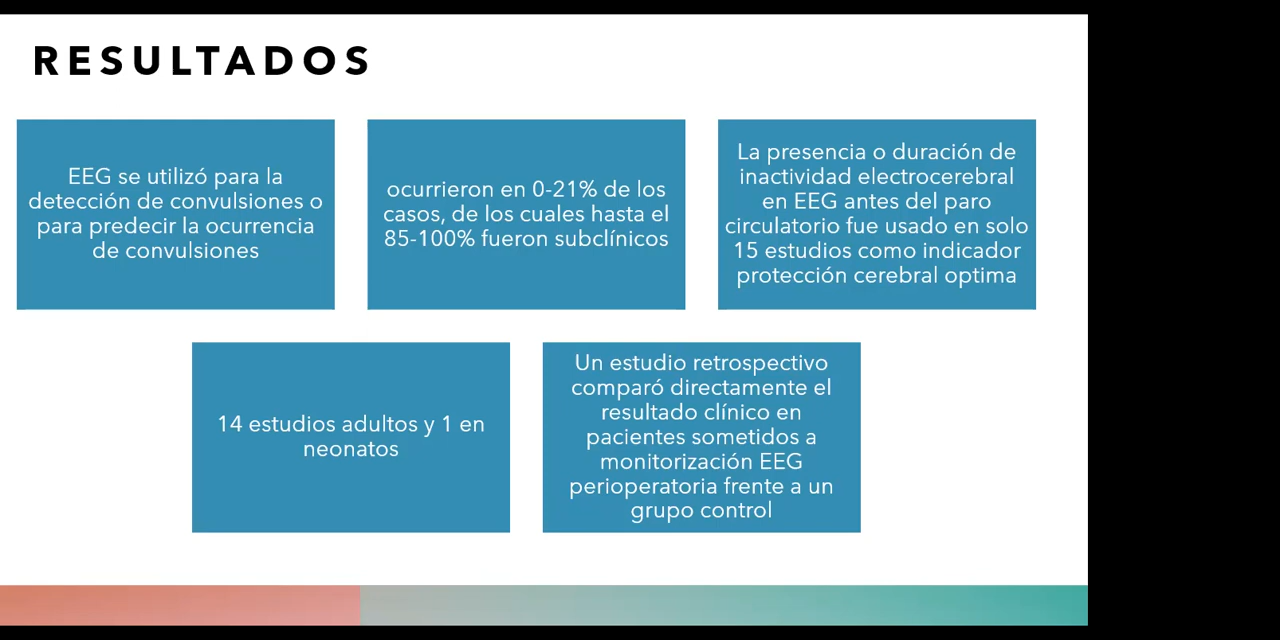 RESULTADOS
EEG se utilizó para la
detección de convulsiones o
para predecir la ocurrencia
de convulsiones
ocurrieron en 0-21% de los
casos, de los cuales hasta el
85-100% fueron subclínicos
La presencia o duración de
inactividad electrocerebral
en EEG antes del paro
circulatorio fue usado en solo
15 estudios como indicador
protección cerebral optima
14 estudios adultos y 1 en
neonatos
Un estudio retrospectivo
comparó directamente el
resultado clínico en
pacientes sometidos a
monitorización EEG
perioperatoria frente a un
grupo control